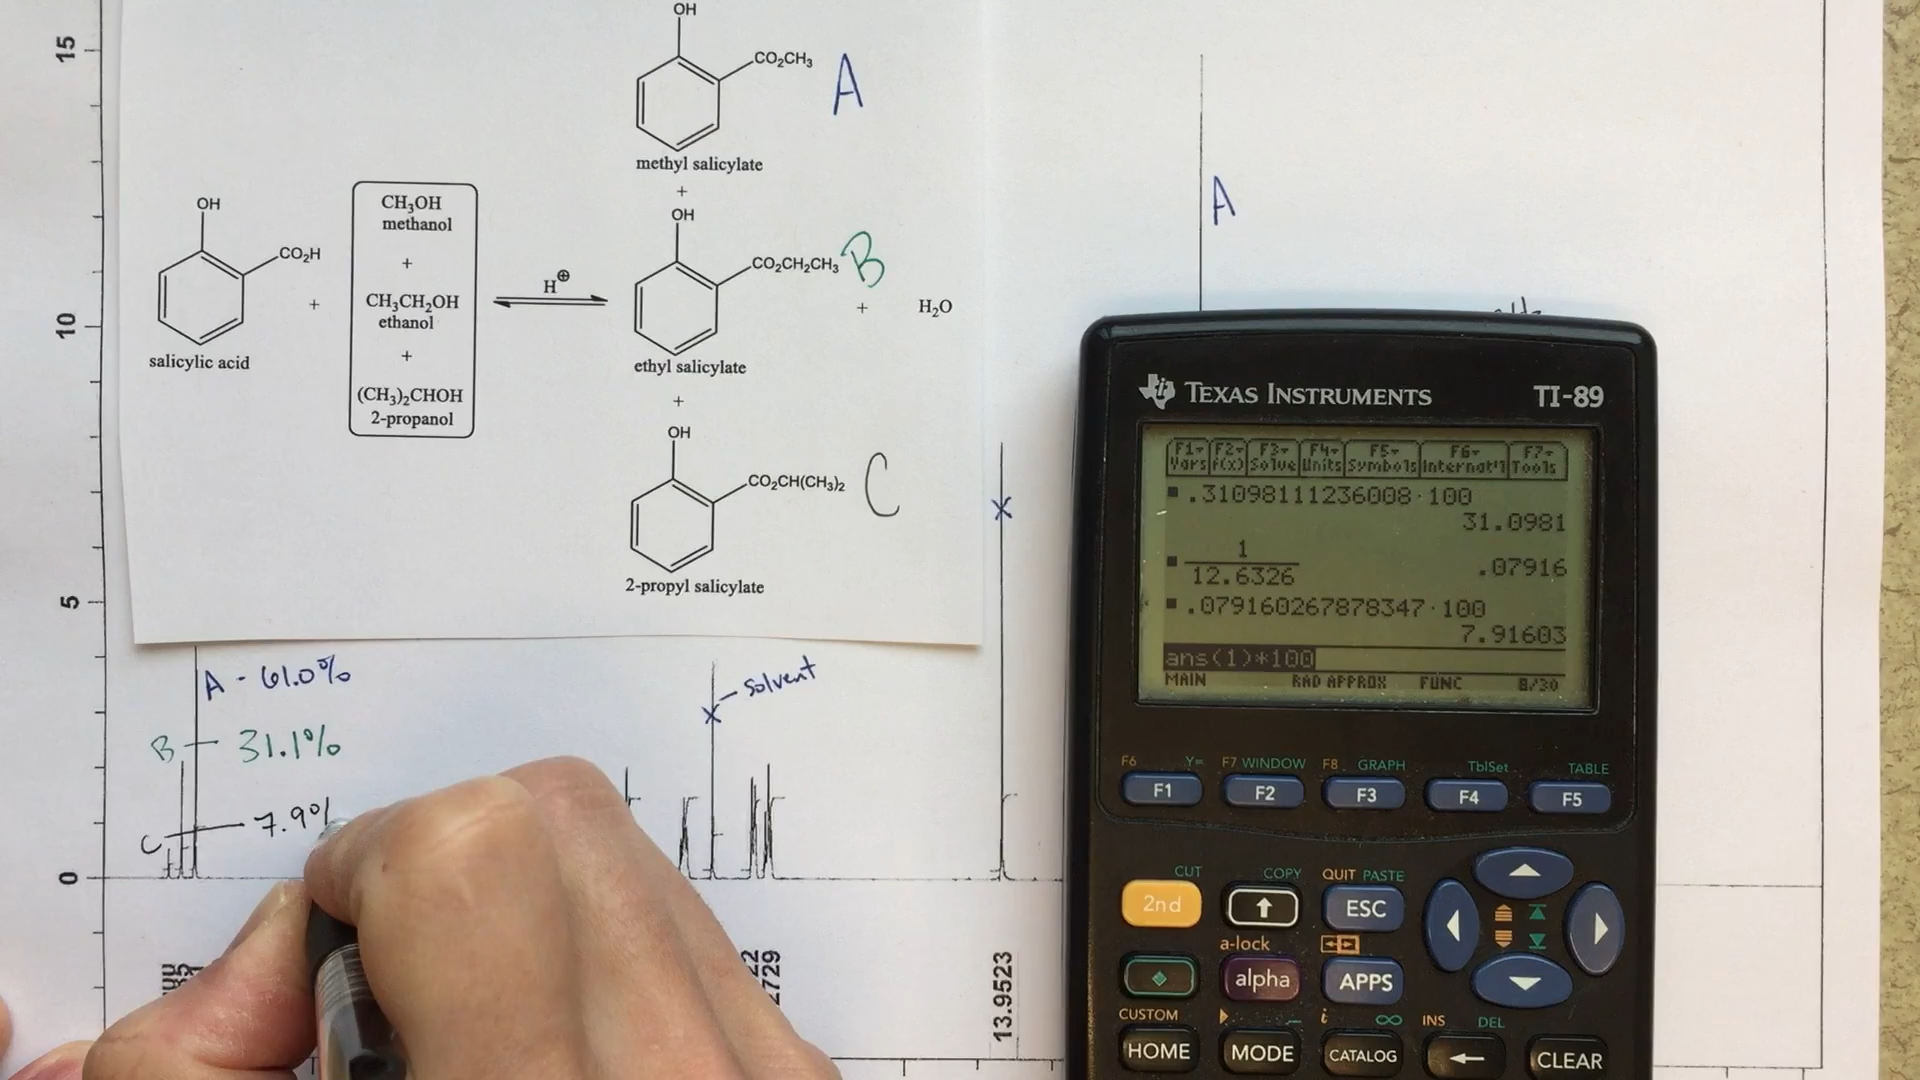 15
10
5
0
OH
CO₂CH₃
A
methyl salicylate
+
OH
CO₂H
salicylic acid
+
CH₃OH
methanol
+
CH₃CH₂OH
ethanol
+
(CH₃)₂CHOH
2-propanol
H⊕
OH
CO₂CH₂CH₃
B
ethyl salicylate
+
H₂O
+
OH
CO₂CH(CH₃)₂
C
2-propyl salicylate
A
x
A - 61.0%
B — 31.1%
C — 7.9%
x - solvent
2729
13.9523
TEXAS INSTRUMENTS
TI-89
F1 F2 F3 F4 F5 F6 F7
Vars f(x) Solve Units Symbols Internat'l Tools
.31098111236008·100
31.0981
1
12.6326
.07916
.079160267878347·100
7.91603
ans(1)*100
MAIN RAD APPROX FUNC 8/30
F6 Y= F7 WINDOW F8 GRAPH TblSet TABLE
F1 F2 F3 F4 F5
CUT COPY QUIT PASTE
2nd ↑ ESC
a-lock
alpha APPS
CUSTOM i ∞ INS DEL
HOME MODE CATALOG ← CLEAR